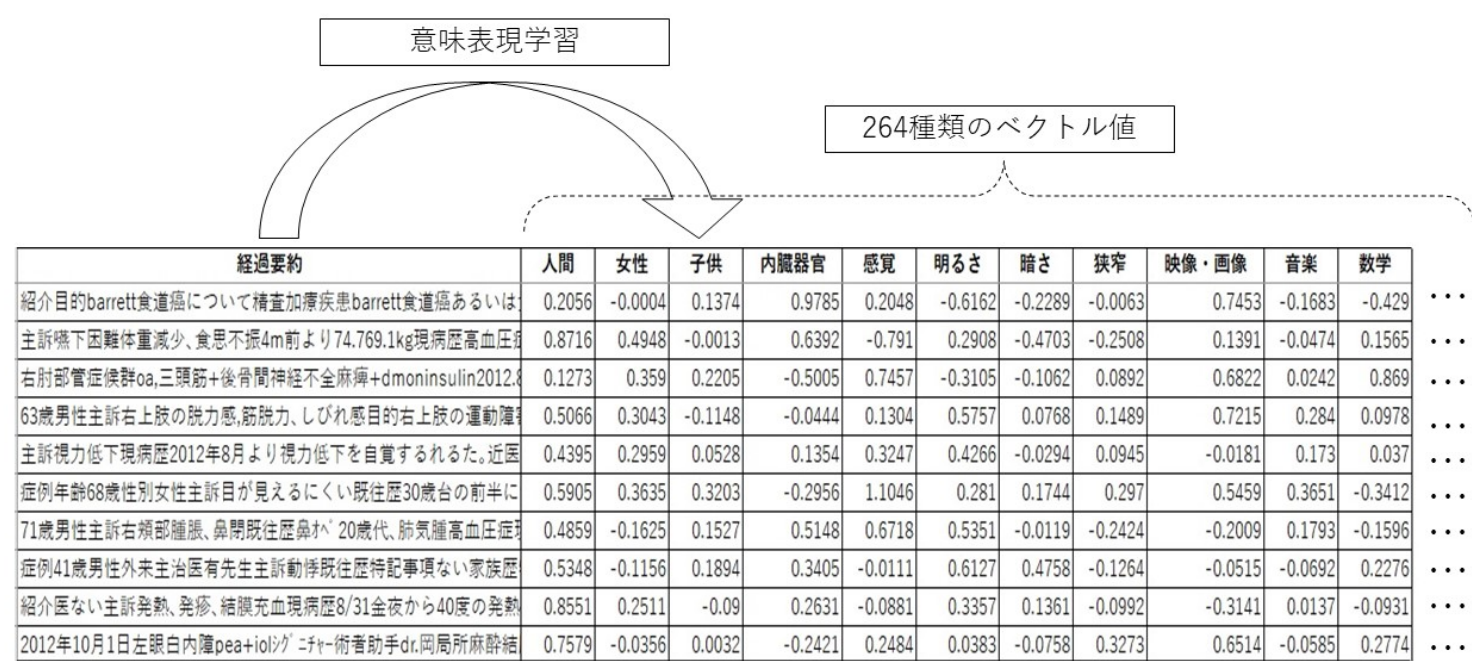 意味表現学習
264種類のベクトル値
経過要約 人間 女性 子供 内臓器官 感覚 明るさ 暗さ 狭窄 映像・画像 音楽 数学
紹介目的barrett食道癌について精査加療疾患barrett食道癌あるいは 0.2056 -0.0004 0.1374 0.9785 0.2048 -0.6162 -0.2289 -0.0063 0.7453 -0.1683 -0.429 ・・・
主訴嚥下困難体重減少、食思不振4m前より74.769.1kg現病歴高血圧症 0.8716 0.4948 -0.0013 0.6392 -0.791 0.2908 -0.4703 -0.2508 0.1391 -0.0474 0.1565 ・・・
右肘部管症候群oa,三頭筋+後骨間神経不全麻痺+dmoninsulin2012.8 0.1273 0.359 0.2205 -0.5005 0.7457 -0.3105 -0.1062 0.0892 0.6822 0.0242 0.869 ・・・
63歳男性主訴右上肢の脱力感,筋脱力、しびれ感目的右上肢の運動障害 0.5066 0.3043 -0.1148 -0.0444 0.1304 0.5757 0.0768 0.1489 0.7215 0.284 0.0978 ・・・
主訴視力低下現病歴2012年8月より視力低下を自覚するれるた。近医 0.4395 0.2959 0.0528 0.1354 0.3247 0.4266 -0.0294 0.0945 -0.0181 0.173 0.037 ・・・
症例年齢68歳性別女性主訴目が見えるにくい既往歴30歳台の前半に 0.5905 0.3635 0.3203 -0.2956 1.1046 0.281 0.1744 0.297 0.5459 0.3651 -0.3412 ・・・
71歳男性主訴右頬部腫脹、鼻閉既往歴鼻オペ20歳代、肺気腫高血圧症現 0.4859 -0.1625 0.1527 0.5148 0.6718 0.5351 -0.0119 -0.2424 -0.2009 0.1793 -0.1596 ・・・
症例41歳男性外来主治医有先生主訴動悸既往歴特記事項ない家族歴 0.5348 -0.1156 0.1894 0.3405 -0.0111 0.6127 0.4758 -0.1264 -0.0515 -0.0692 0.2276 ・・・
紹介医ない主訴発熱、発疹、結膜充血現病歴8/31金夜から40度の発熱 0.8551 0.2511 -0.09 0.2631 -0.0881 0.3357 0.1361 -0.0992 -0.3141 0.0137 -0.0931 ・・・
2012年10月1日左眼白内障pea+iolシグニチャー術者助手dr.岡局所麻酔結 0.7579 -0.0356 0.0032 -0.2421 0.2484 0.0383 -0.0758 0.3273 0.6514 -0.0585 0.2774 ・・・